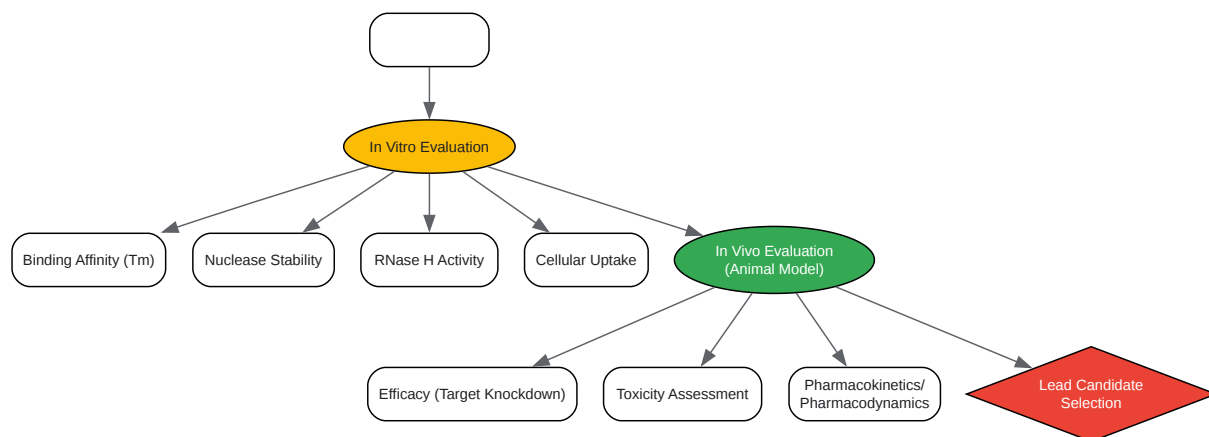 In Vitro Evaluation
Binding Affinity (Tm)
Nuclease Stability
RNase H Activity
Cellular Uptake
In Vivo Evaluation
(Animal Model)
Efficacy (Target Knockdown)
Toxicity Assessment
Pharmacokinetics/
Pharmacodynamics
Lead Candidate
Selection